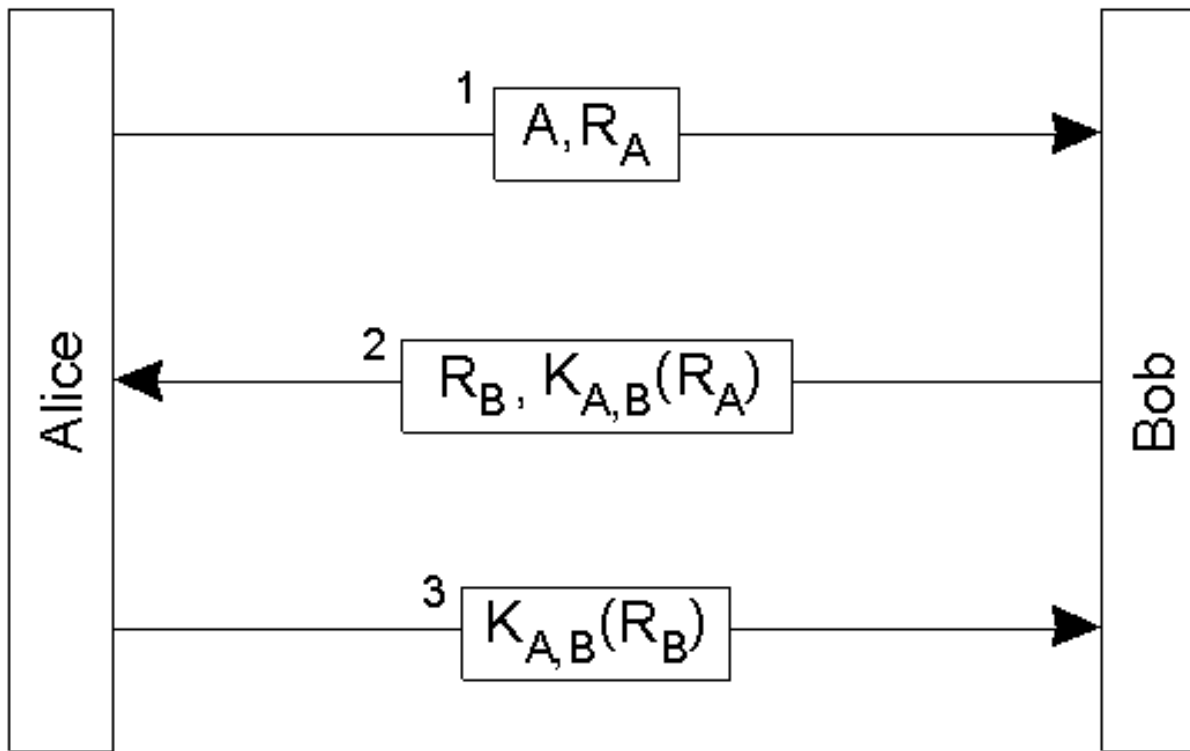 Alice
Bob
1
A, R_A
2
R_B, K_A,B(R_A)
3
K_A,B(R_B)